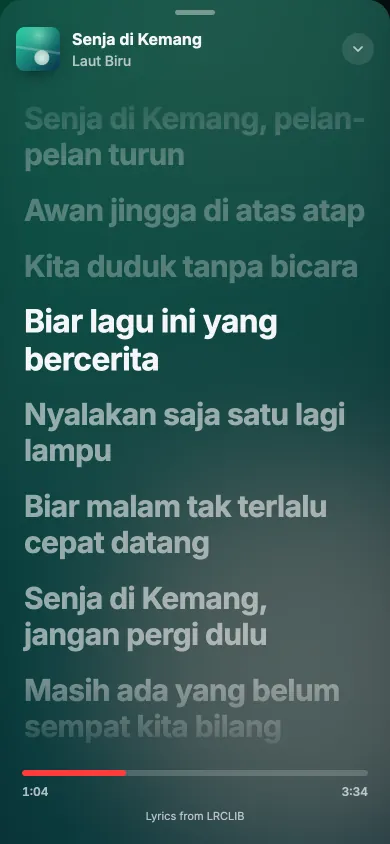 Senja di Kemang
Laut Biru
Senja di Kemang, pelan-
pelan turun
Awan jingga di atas atap
Kita duduk tanpa bicara
Biar lagu ini yang
bercerita
Nyalakan saja satu lagi
lampu
Biar malam tak terlalu
cepat datang
Senja di Kemang,
jangan pergi dulu
Masih ada yang belum
sempat kita bilang
1:04
3:34
Lyrics from LRCLIB